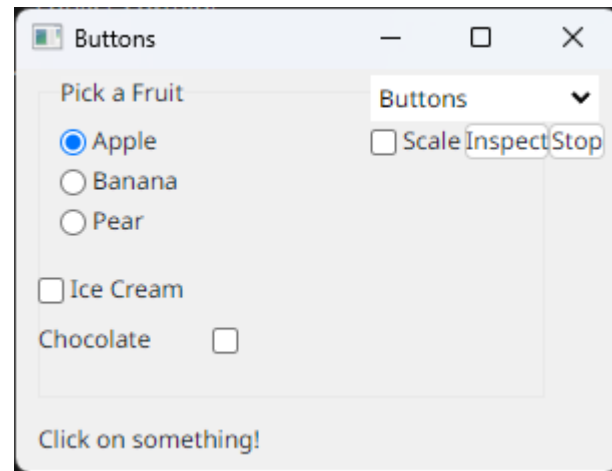 Buttons
Pick a Fruit
Buttons
Apple
Scale Inspect Stop
Banana
Pear
Ice Cream
Chocolate
Click on something!